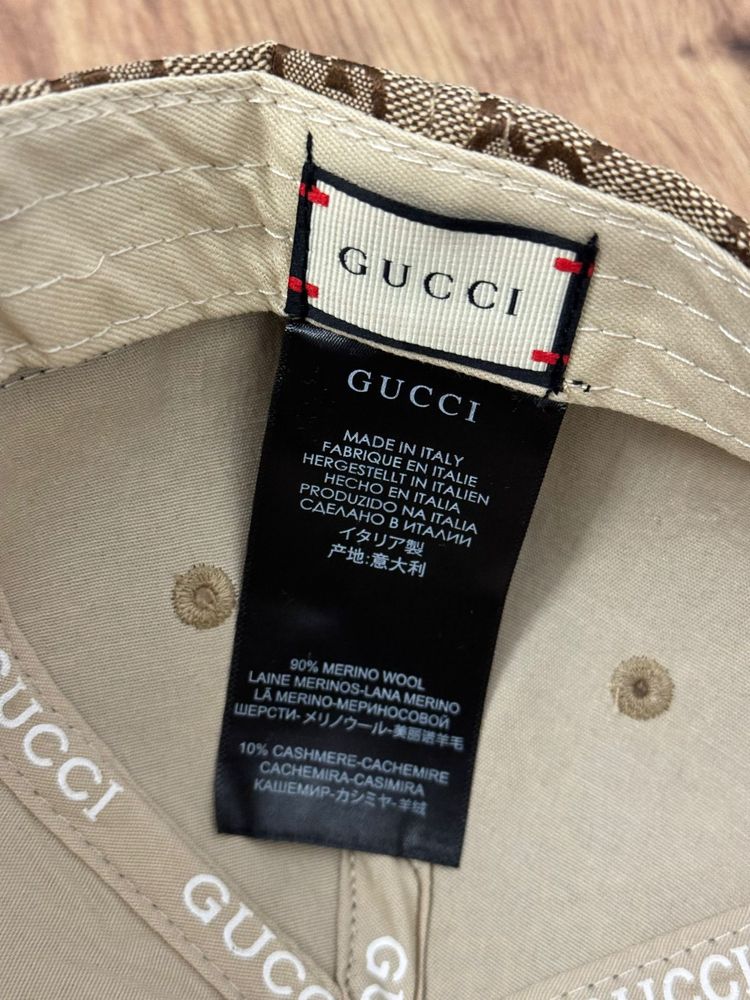 GUCCI
GUCCI
MADE IN ITALY
FABRIQUE EN ITALIE
HERGESTELLT IN ITALIEN
HECHO EN ITALIA
PRODUZIDO NA ITALIA
СДЕЛАНО В ИТАЛИИ
イタリア製
产地:意大利
90% MERINO WOOL
LAINE MERINOS-LANA MERINO
LÃ MERINO-МЕРИНОСОВОЙ
ШЕРСТИ-メリノウール-美丽诺羊毛
10% CASHMERE-CACHEMIRE
CACHEMIRA-CASIMIRA
КАШЕМИР-カシミヤ-羊绒
GUCCI
GUCCI
GU
UCCI